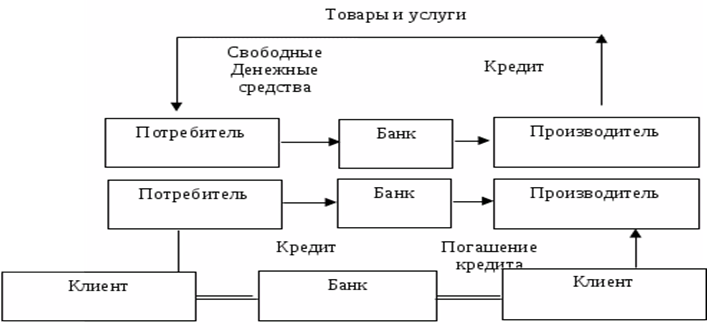 Товары и услуги
Свободные
Денежные
средства
Кредит
Потребитель
Банк
Производитель
Потребитель
Банк
Производитель
Кредит
Погашение
кредита
Клиент
Банк
Клиент